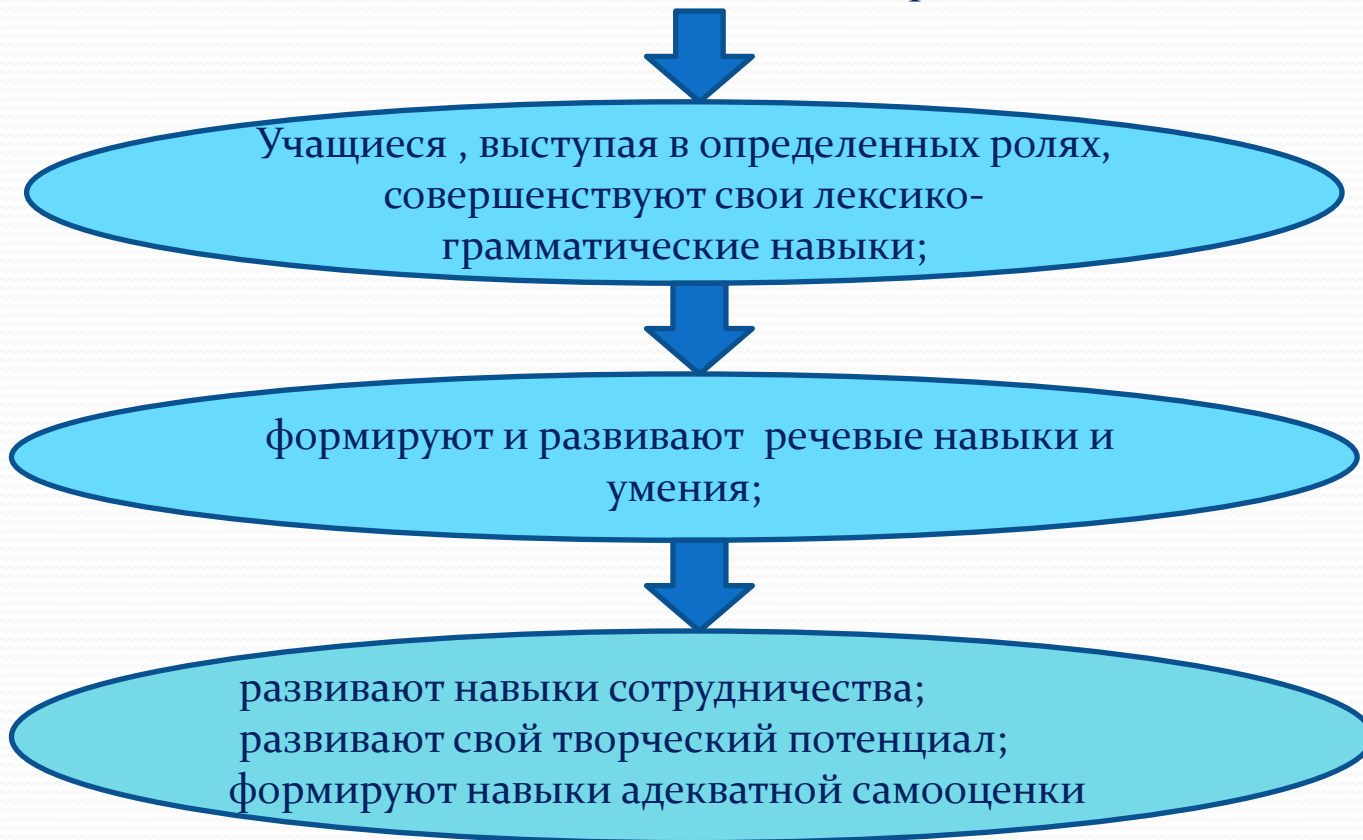 Учащиеся , выступая в определенных ролях,
совершенствуют свои лексико-
грамматические навыки;
формируют и развивают речевые навыки и
умения;
развивают навыки сотрудничества;
развивают свой творческий потенциал;
формируют навыки адекватной самооценки